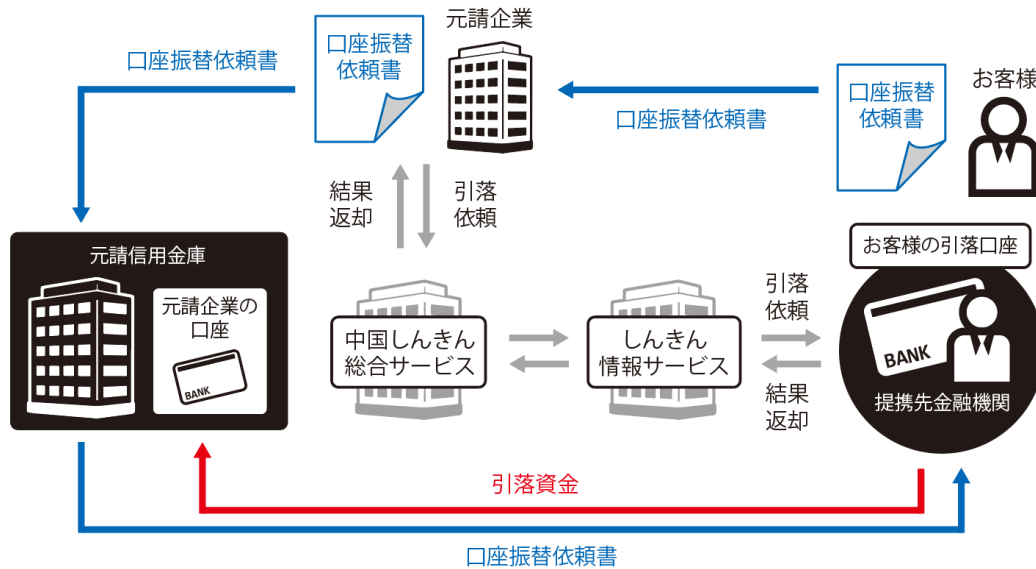 元請企業
口座振替
依頼書
口座振替依頼書
口座振替依頼書
口座振替
依頼書
お客様
結果
返却
引落
依頼
元請信用金庫
元請企業の
口座
BANK
中国しんきん
総合サービス
しんきん
情報サービス
引落
依頼
結果
返却
お客様の引落口座
BANK
提携先金融機関
引落資金
口座振替依頼書